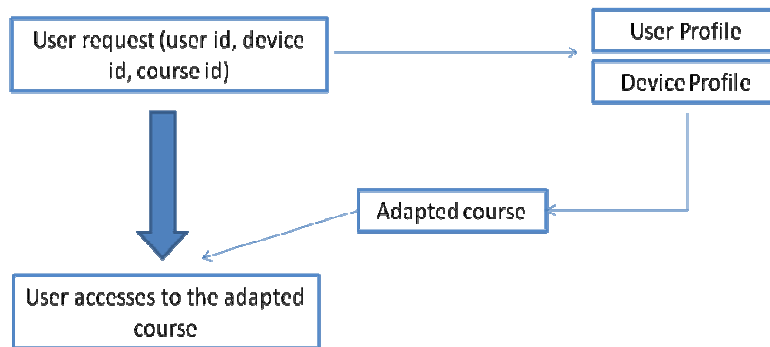 User request (user id, device
id, course id)
User Profile
Device Profile
Adapted course
User accesses to the adapted
course